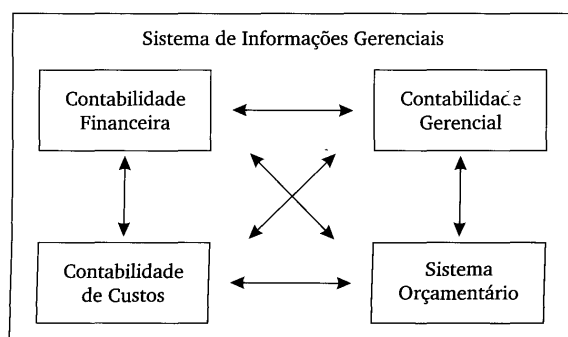 Sistema de Informações Gerenciais
Contabilidade
Financeira
Contabilidade
Gerencial
Contabilidade
de Custos
Sistema
Orçamentário